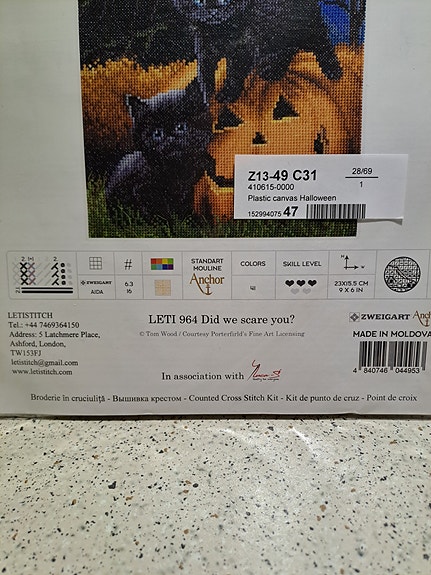 Z13-49 C31
28/69
410615-0000
1
Plastic canvas Halloween
152994075 47
2 (=)
2
21
ZWEIGART
AIDA
#
6.3
16
STANDART
MOULINE
Anchor
COLORS
SKILL LEVEL
23X15.5 CM
9 X 6 IN
LETISTITCH
Tel.: +44 7469364150
Address: 5 Latchmere Place,
Ashford, London,
TW153FJ
letistitch@gmail.com
www.letistitch.com
LETI 964 Did we scare you?
© Tom Wood / Courtesy Porterfield's Fine Art Licensing
In association with
ZWEIGART
MADE IN MOLDOVA
4 840746 044953
Broderie în cruciuliță - Вышивка крестом - Counted Cross Stitch Kit - Kit de punto de cruz - Point de croix